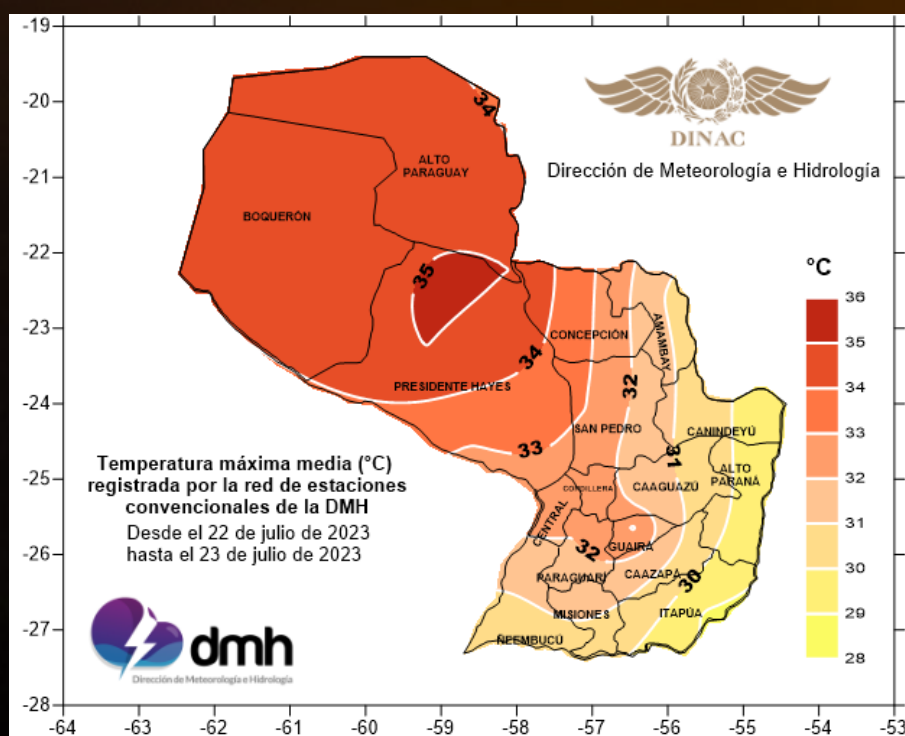 -19
-20
-21
-22
-23
-24
-25
-26
-27
-28
-64
-63
-62
-61
-60
-59
-58
-57
-56
-55
-54
-53
DINAC
Dirección de Meteorología e Hidrología
34
ALTO
PARAGUAY
BOQUERÓN
35
CONCEPCIÓN
AMAMBAY
34
PRESIDENTE HAYES
32
SAN PEDRO
CANINDEYÚ
33
31
ALTO
PARANÁ
CAAGUAZÚ
CORDILLERA
CENTRAL
GUAIRA
32
PARAGUARÍ
CAAZAPÁ
30
MISIONES
ITAPÚA
ÑEEMBUCÚ
°C
36
35
34
33
32
31
30
29
28
Temperatura máxima media (°C)
registrada por la red de estaciones
convencionales de la DMH
Desde el 22 de julio de 2023
hasta el 23 de julio de 2023
dmh
Dirección de Meteorología e Hidrología